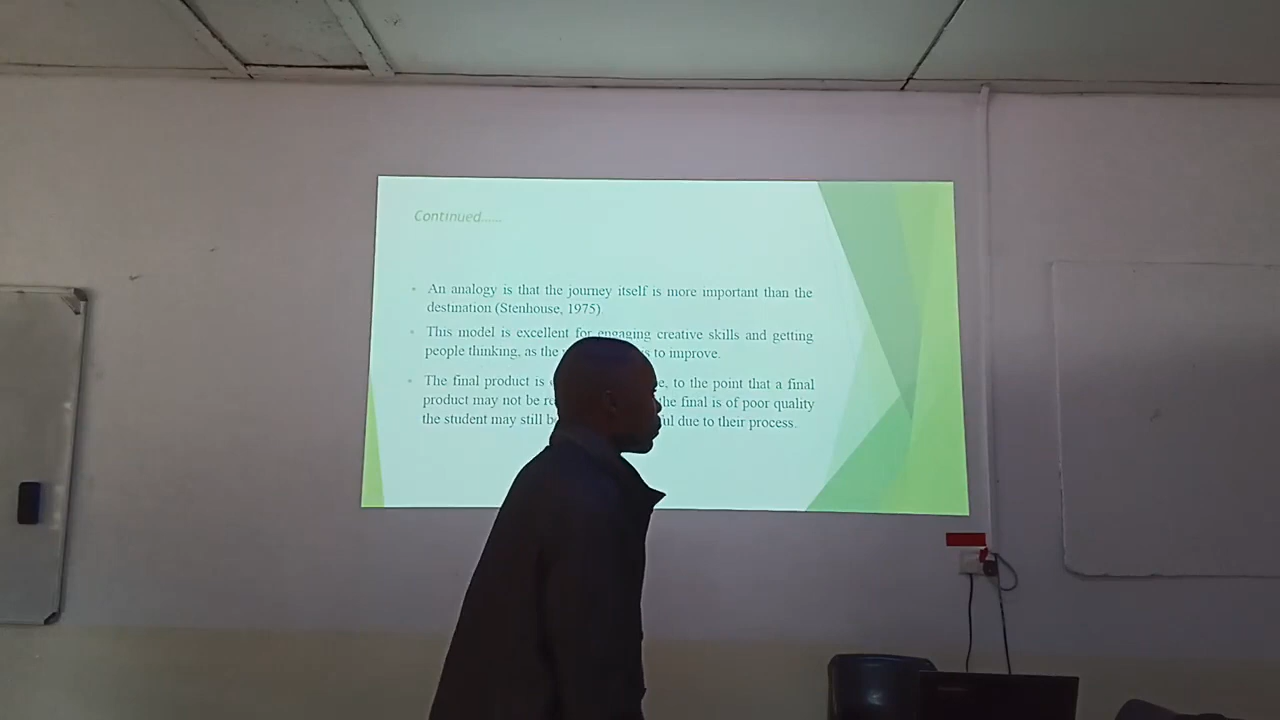 Continued......
An analogy is that the journey itself is more important than the
destination (Stenhouse, 1975)
This model is excellent for engaging creative skills and getting
people thinking, as the to improve.
The final product is to the point that a final
product may not be the final is of poor quality
the student may still due to their process.